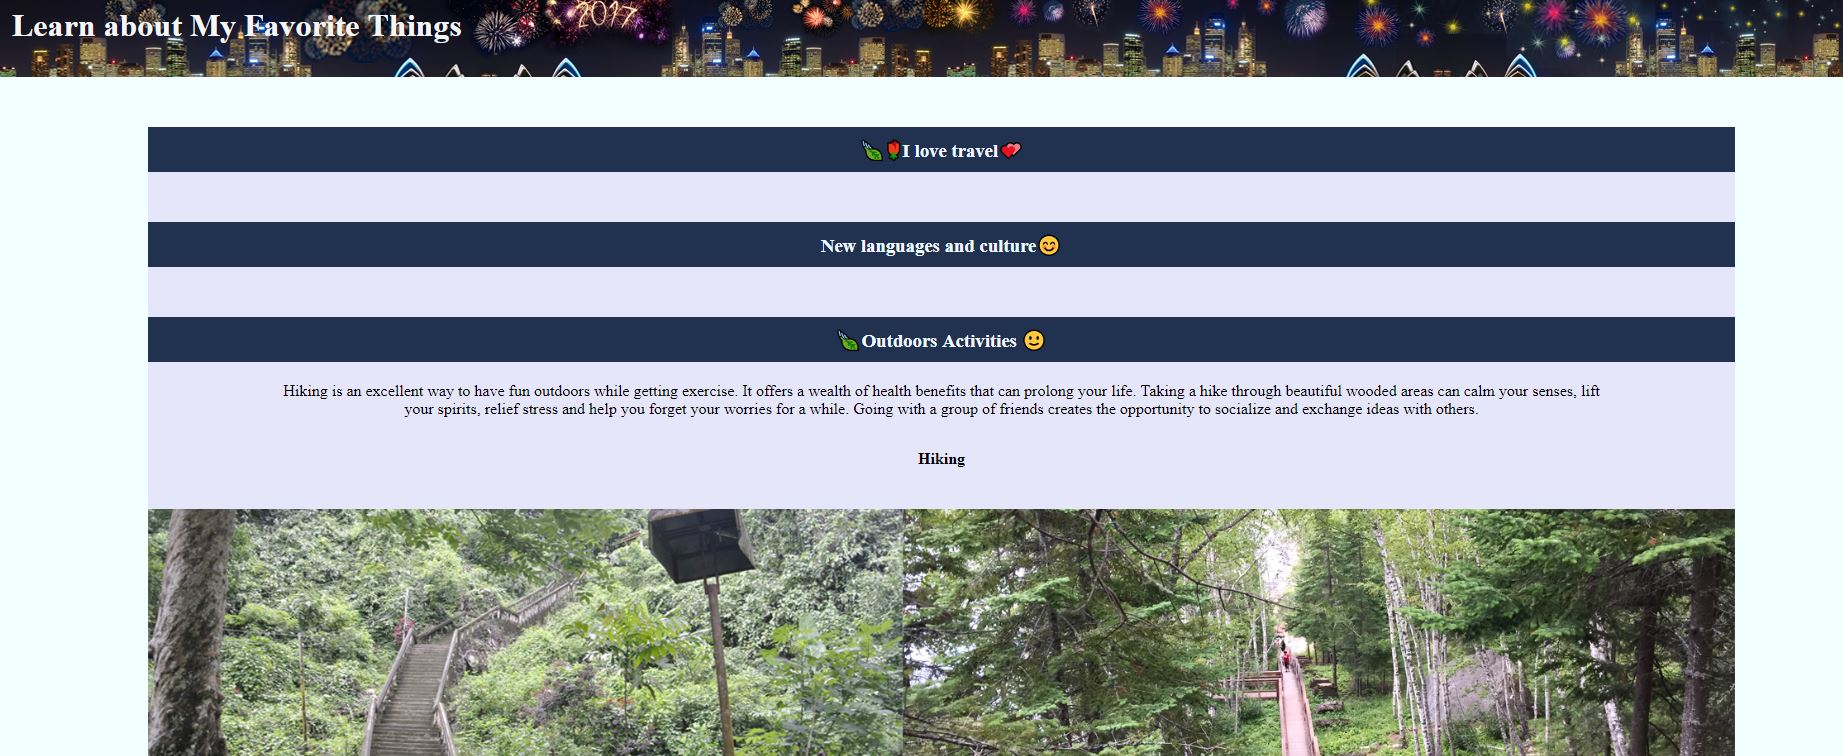 2017
Learn about My Favorite Things
I love travel
New languages and culture
Outdoors Activities
Hiking is an excellent way to have fun outdoors while getting exercise. It offers a wealth of health benefits that can prolong your life. Taking a hike through beautiful wooded areas can calm your senses, lift
your spirits, relief stress and help you forget your worries for a while. Going with a group of friends creates the opportunity to socialize and exchange ideas with others.
Hiking